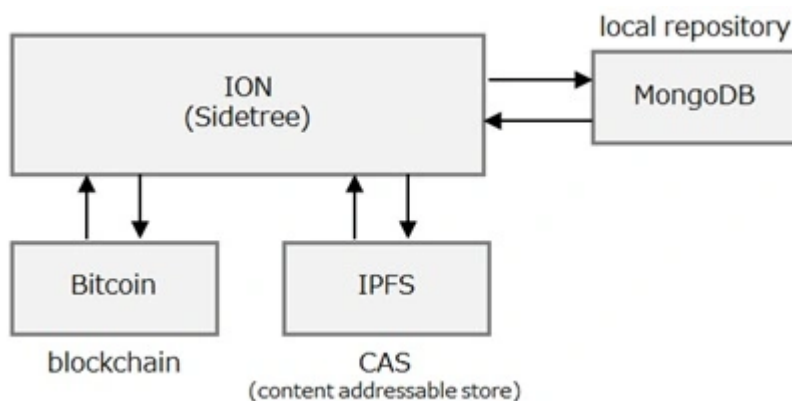 local repository
ION
(Sidetree)
MongoDB
Bitcoin
IPFS
blockchain
CAS
(content addressable store)